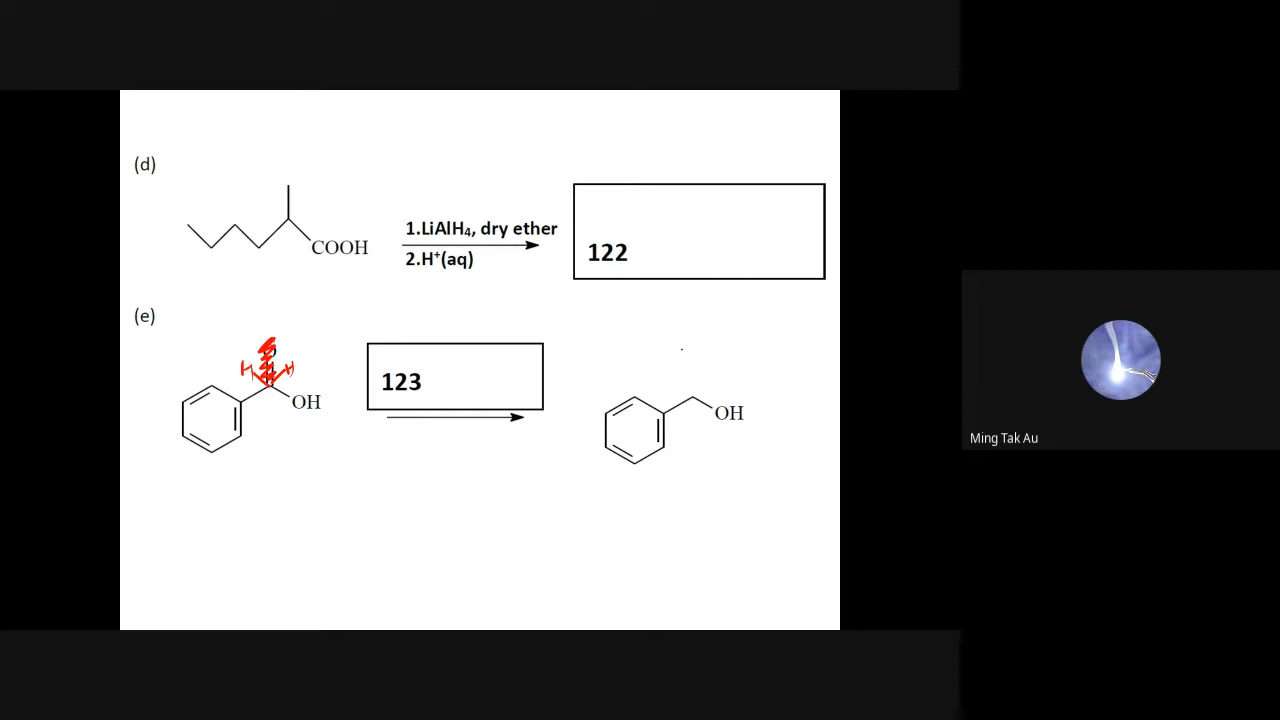 (d)
COOH
1.LiAlH₄, dry ether
2.H⁺(aq)
122
(e)
H H
OH
123
OH
Ming Tak Au